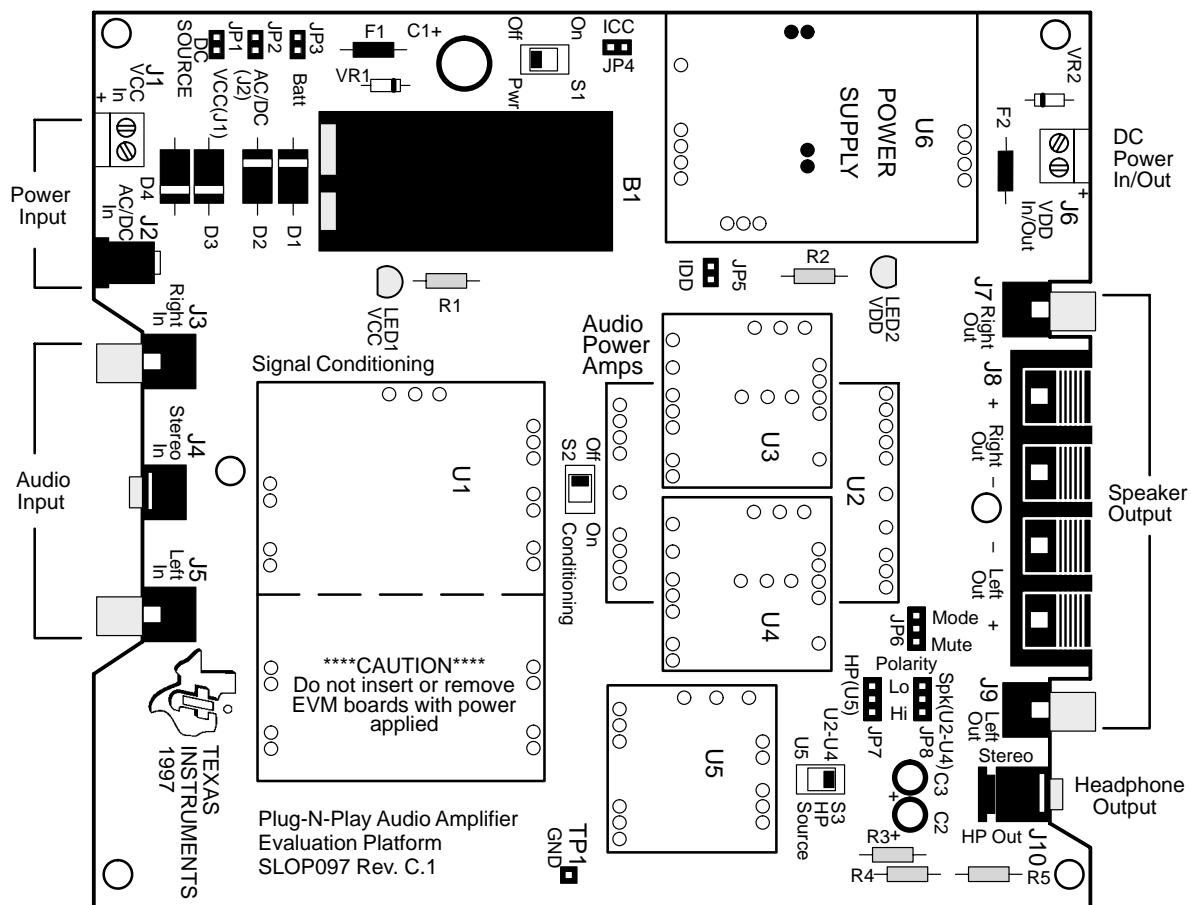 DC
SOURCE
JP1
VCC(J1)
JP2
AC/DC
(J2)
JP3
Batt
F1
C1+
VR1
Off
On
Pwr
S1
ICC
JP4
POWER
SUPPLY
U6
VR2
F2
J1
VCC
In
+
Power
Input
J2
AC/DC
In
D4
D3
D2
D1
B1
DC
Power
In/Out
+
J6
VDD
In/Out
LED1
VCC
R1
IDD
JP5
R2
LED2
VDD
J3
Right
In
Signal Conditioning
Audio
Power
Amps
J7
Right
Out
J8
+
Right
Out
−
−
Left
Out
+
Audio
Input
J4
Stereo
In
U1
S2
Off
On
Conditioning
U3
U2
U4
Speaker
Output
J5
Left
In
JP6
Mode
Mute
Polarity
****CAUTION****
Do not insert or remove
EVM boards with power
applied
HP(U5)
Lo
Hi
Spk(U2-U4)
JP7
JP8
J9
Left
Out
TEXAS
INSTRUMENTS
1997
U5
U5
U2-U4
S3
HP
Source
C3
+
C2
Stereo
Headphone
Output
HP Out
J10
Plug-N-Play Audio Amplifier
Evaluation Platform
SLOP097 Rev. C.1
TP1
GND
R3+
R4
R5